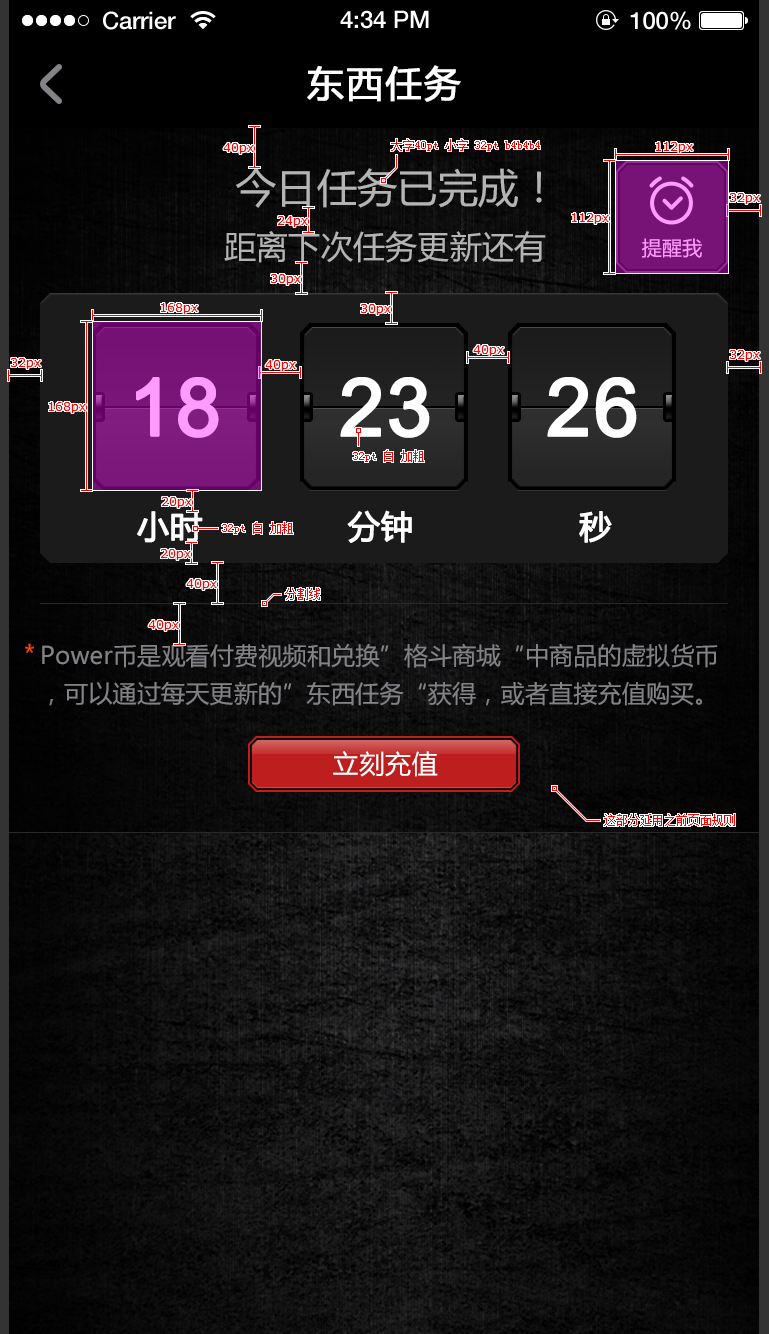 Carrier 4:34 PM 100%
东西任务
40px
大字40pt 小字 32pt b4b4b4
112px
今日任务已完成！
32px
112px
24px
距离下次任务更新还有
提醒我
30px
168px
30px
32px
40px
40px
32px
168px
18
23
26
32pt 白 加粗
20px
小时
32pt 白 加粗
分钟
秒
20px
40px
分割线
40px
* Power币是观看付费视频和兑换”格斗商城“中商品的虚拟货币
，可以通过每天更新的”东西任务“获得，或者直接充值购买。
立刻充值
这部分延用之前页面规则